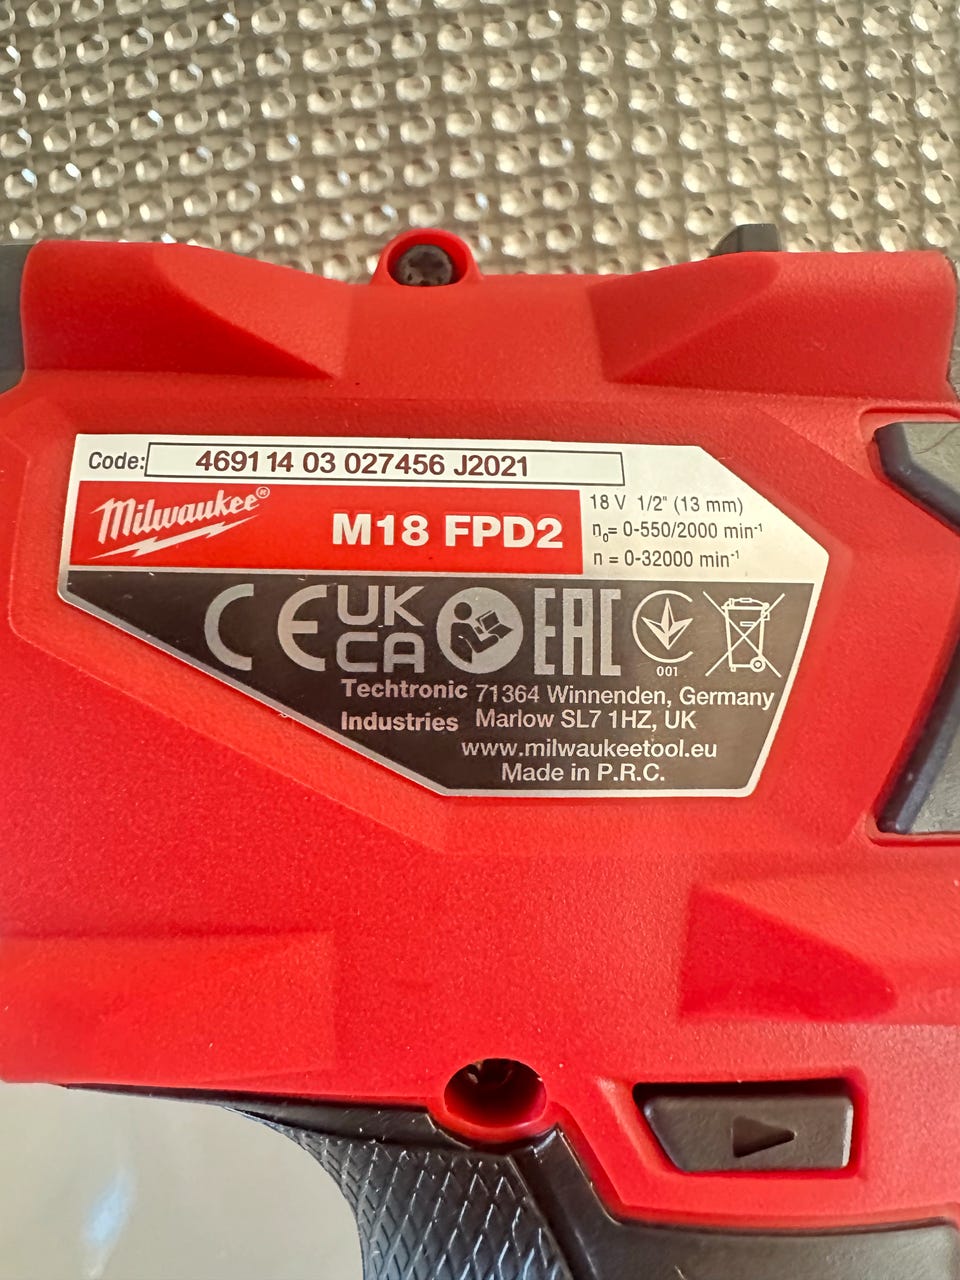 Code: 4691 14 03 027456 J2021
Milwaukee®
M18 FPD2
18 V 1/2" (13 mm)
n₀= 0-550/2000 min⁻¹
n = 0-32000 min⁻¹
CE
UK
CA
EAC
001
Techtronic
Industries
71364 Winnenden, Germany
Marlow SL7 1HZ, UK
www.milwaukeetool.eu
Made in P.R.C.